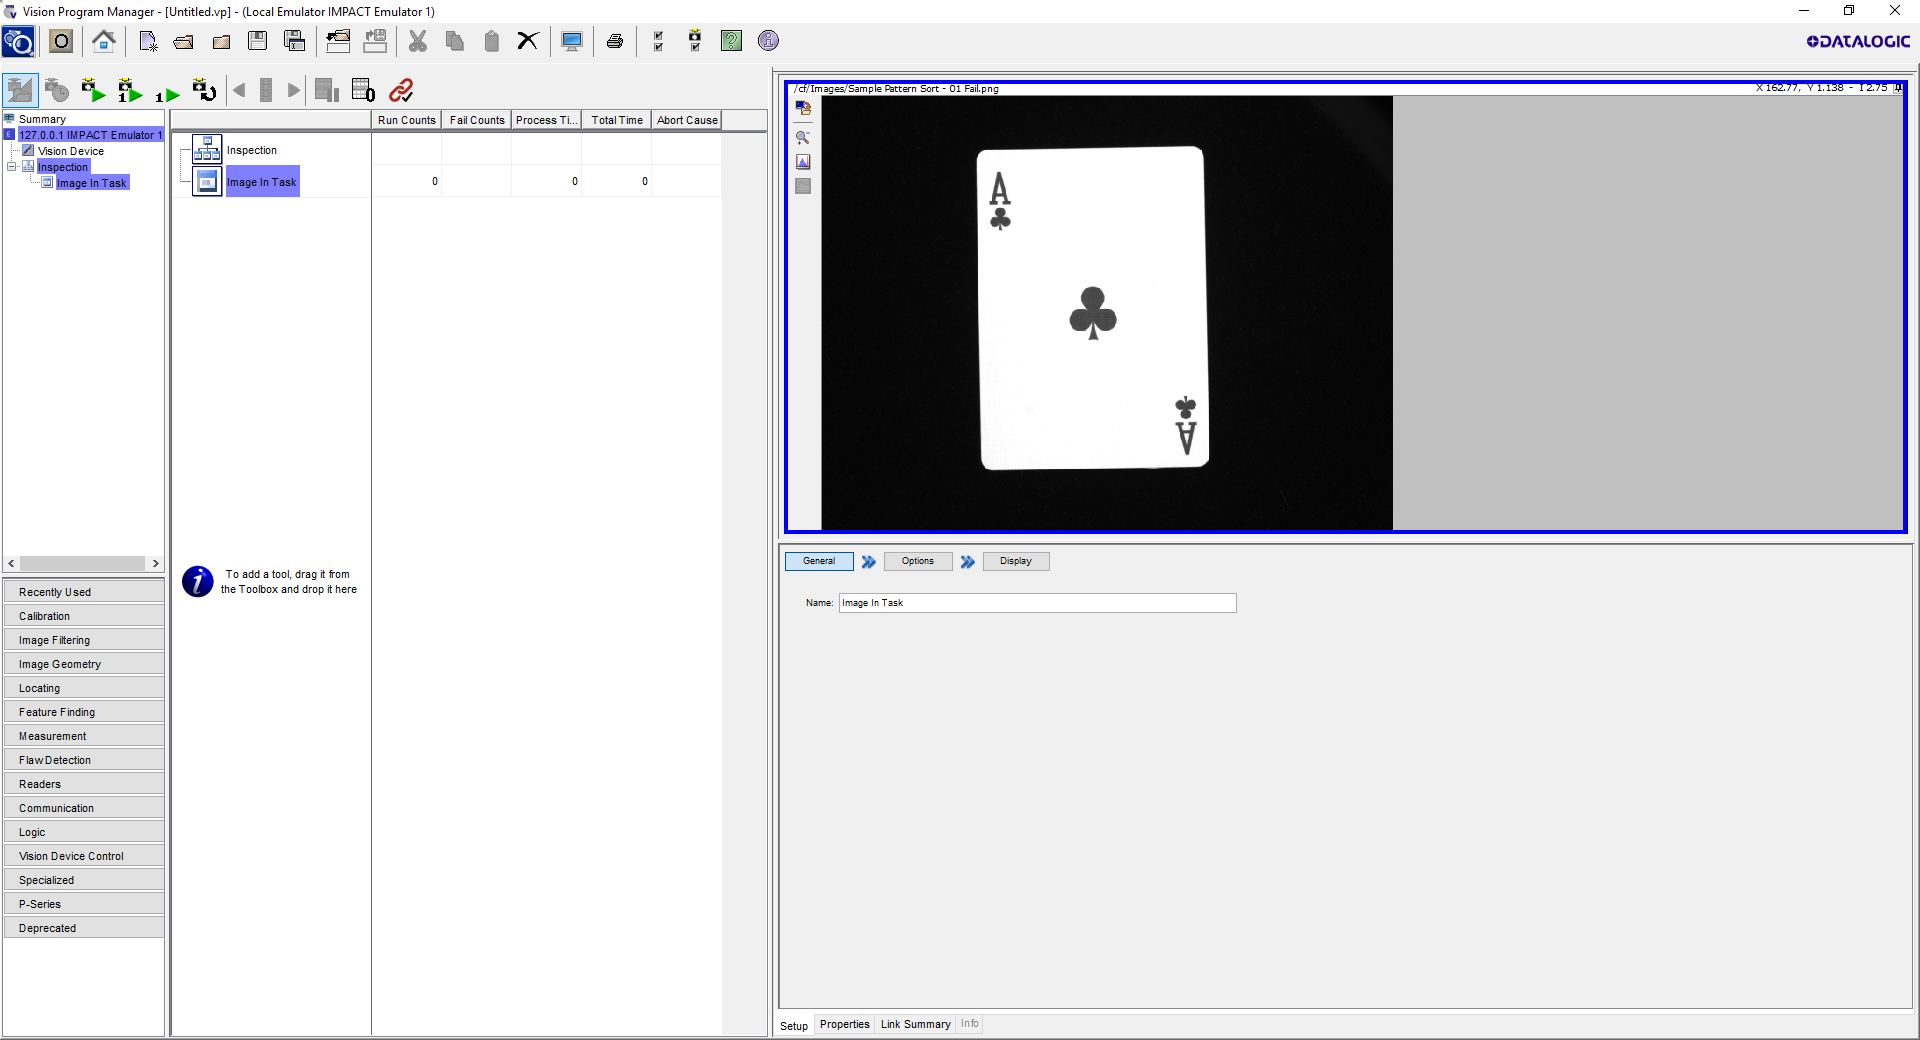 Vision Program Manager - [Untitled.vp] - (Local Emulator IMPACT Emulator 1)
DATALOGIC
Summary
127.0.0.1 IMPACT Emulator 1
Vision Device
Inspection
Image In Task
Run Counts Fail Counts Process Ti... Total Time Abort Cause
Inspection
Image In Task 0 0 0
To add a tool, drag it from
the Toolbox and drop it here
Recently Used
Calibration
Image Filtering
Image Geometry
Locating
Feature Finding
Measurement
Flaw Detection
Readers
Communication
Logic
Vision Device Control
Specialized
P-Series
Deprecated
/cf/Images/Sample Pattern Sort - 01 Fail.png X 162.77, Y 1.138 - I 2.75
A
A
General Options Display
Name: Image In Task
Setup Properties Link Summary Info